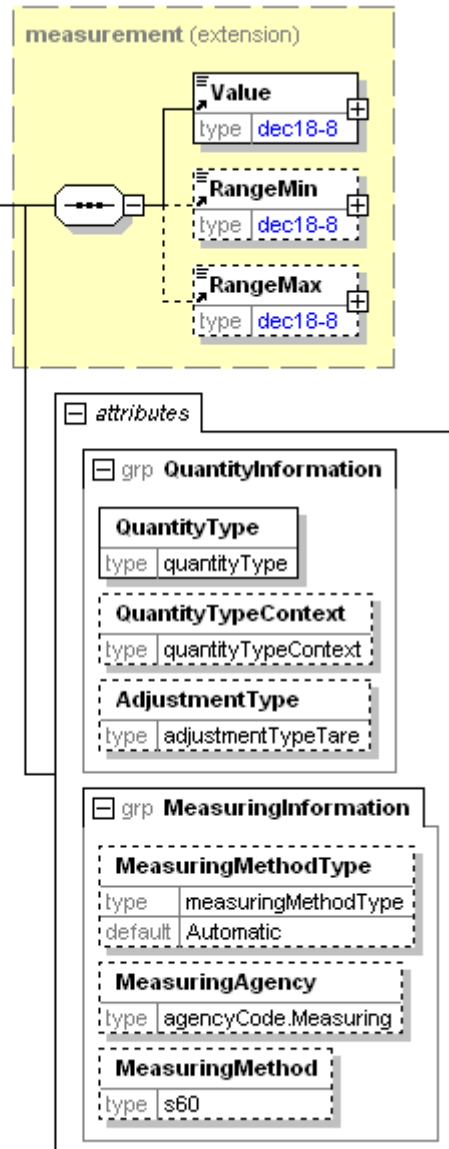 measurement (extension)
Value
type dec18-8
RangeMin
type dec18-8
RangeMax
type dec18-8
attributes
grp QuantityInformation
QuantityType
type quantityType
QuantityTypeContext
type quantityTypeContext
AdjustmentType
type adjustmentTypeTare
grp MeasuringInformation
MeasuringMethodType
type measuringMethodType
default Automatic
MeasuringAgency
type agencyCode.Measuring
MeasuringMethod
type s60